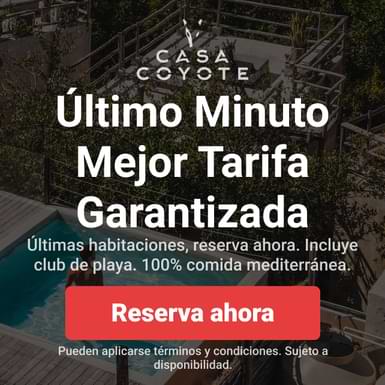 CASA
COYOTE
Último Minuto
Mejor Tarifa
Garantizada
Últimas habitaciones, reserva ahora. Incluye
club de playa. 100% comida mediterránea.
Reserva ahora
Pueden aplicarse términos y condiciones. Sujeto a
disponibilidad.